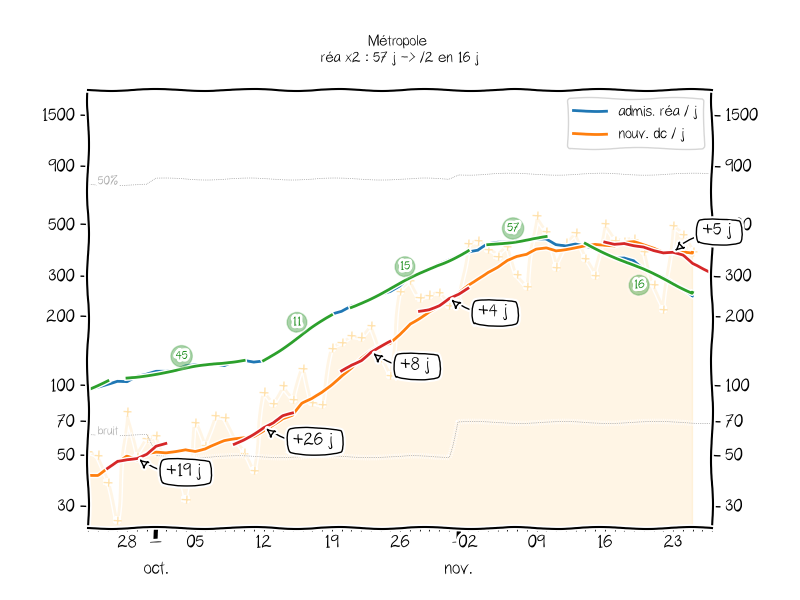 Métropole
réa x2 : 57 j -> /2 en 16 j
admis. réa / j
nouv. dc / j
1500
900
500
300
200
100
70
50
30
1500
900
300
200
100
70
50
30
50%
bruit
45
11
15
57
16
+19 j
+26 j
+8 j
+4 j
+5 j
28
05
12
19
26
02
09
16
23
oct.
nov.